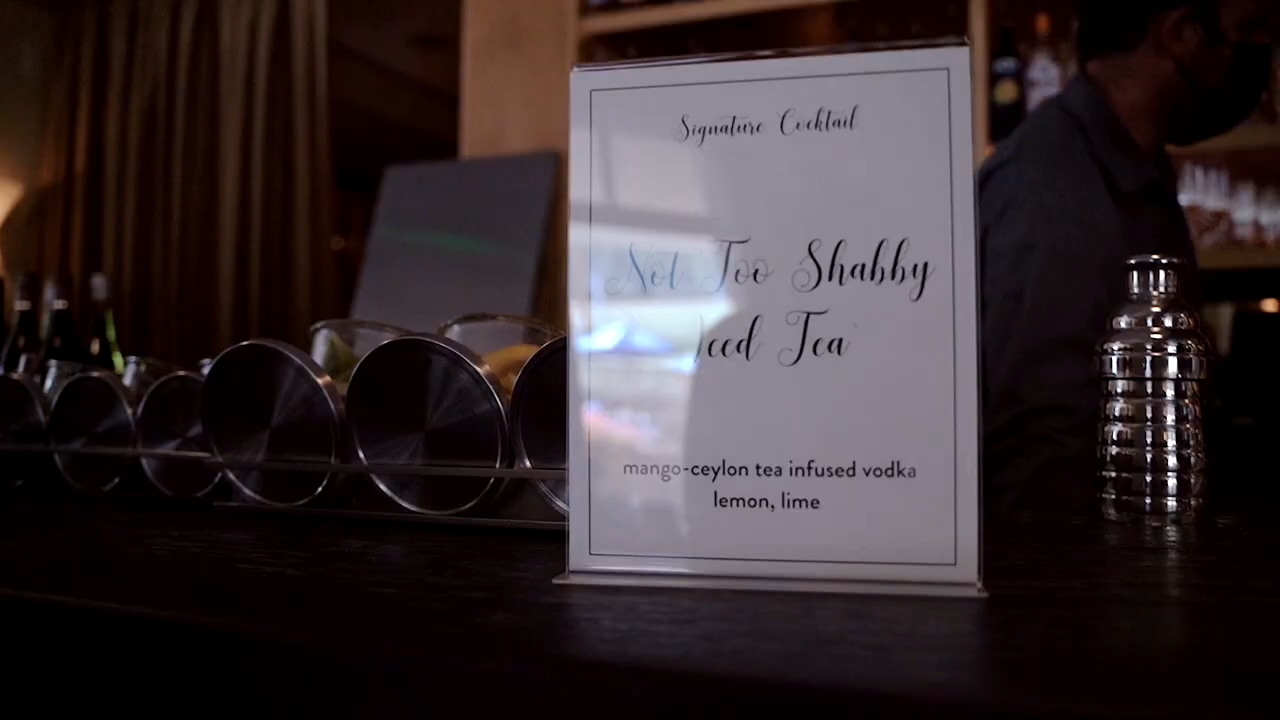 Signature Cocktail
Not Too Shabby
Iced Tea
mango-ceylon tea infused vodka
lemon, lime